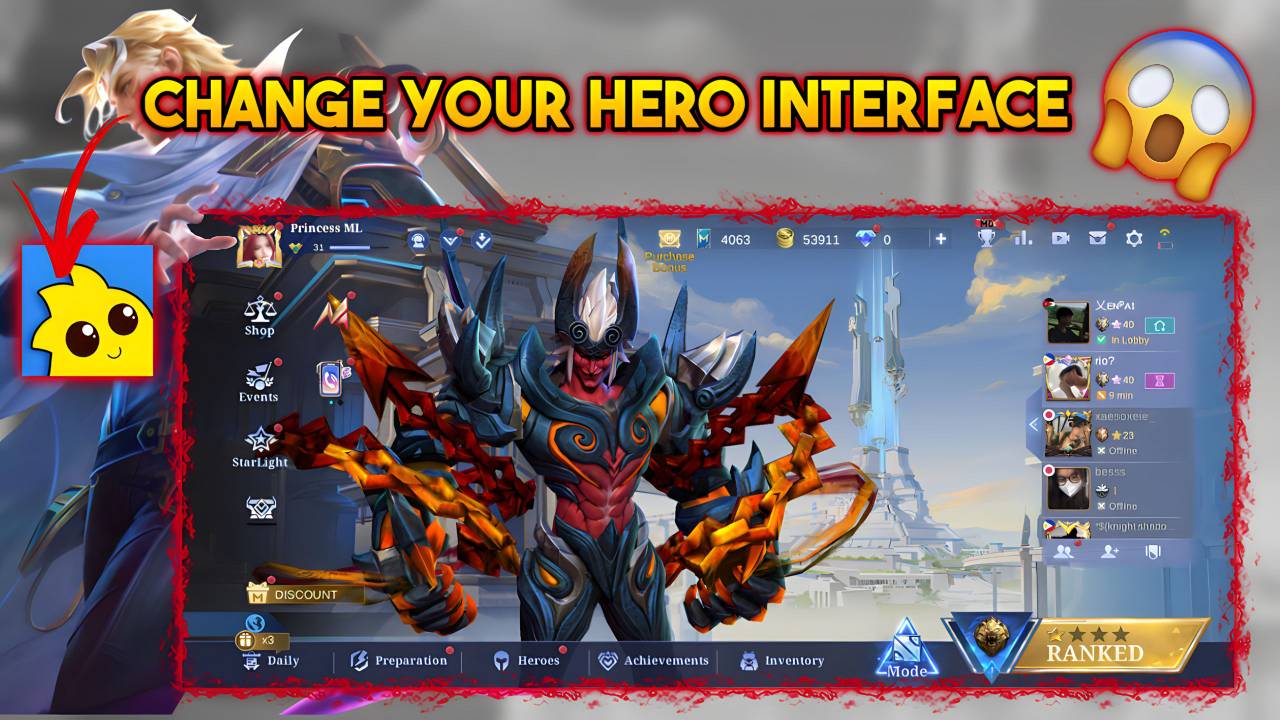 CHANGE YOUR HERO INTERFACE
Princess ML
31
Purchase
Bonus
4063
53911
0
Shop
Events
StarLight
DISCOUNT
x3
Daily
Preparation
Heroes
Achievements
Inventory
Mode
RANKED
40
In Lobby
rio?
40
9 min
23
Offline
besss
Offline